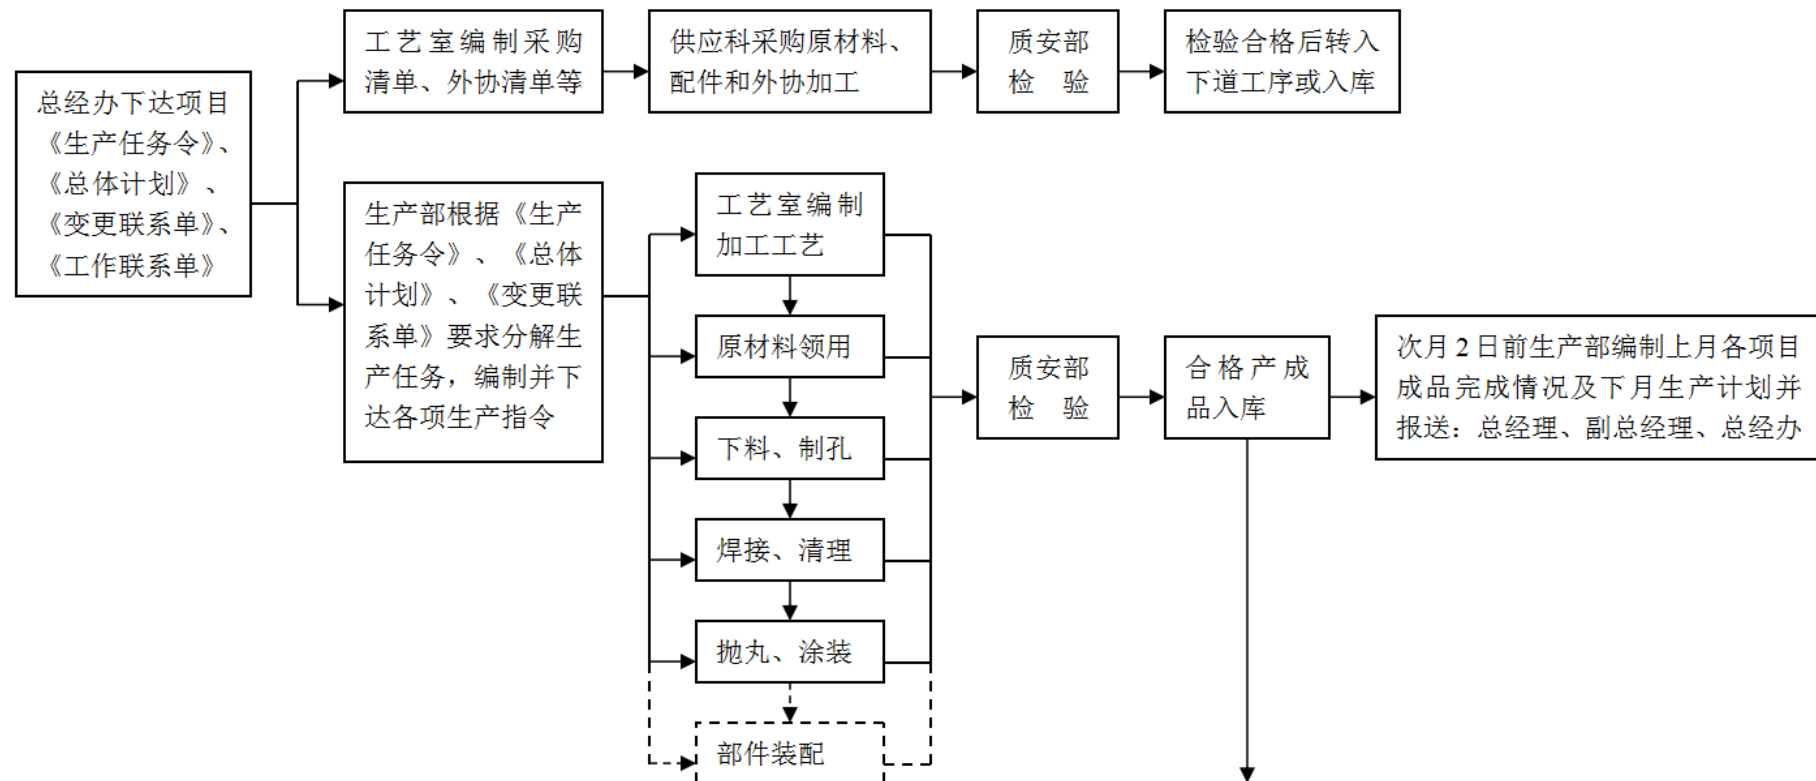 工艺室编制采购
清单、外协清单等
供应科采购原材料、
配件和外协加工
质安部
检 验
检验合格后转入
下道工序或入库
总经办下达项目
《生产任务令》、
《总体计划》、
《变更联系单》、
《工作联系单》
生产部根据《生产
任务令》、《总体
计划》、《变更联
系单》要求分解生
产任务，编制并下
达各项生产指令
工艺室编制
加工工艺
原材料领用
下料、制孔
焊接、清理
抛丸、涂装
部件装配
质安部
检 验
合格产成
品入库
次月2日前生产部编制上月各项目
成品完成情况及下月生产计划并
报送：总经理、副总经理、总经办